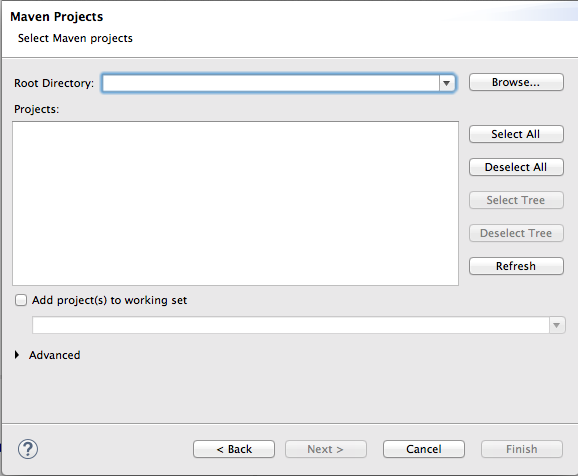 Maven Projects
Select Maven projects
Root Directory:
Browse...
Projects:
Select All
Deselect All
Select Tree
Deselect Tree
Refresh
Add project(s) to working set
Advanced
?
< Back
Next >
Cancel
Finish